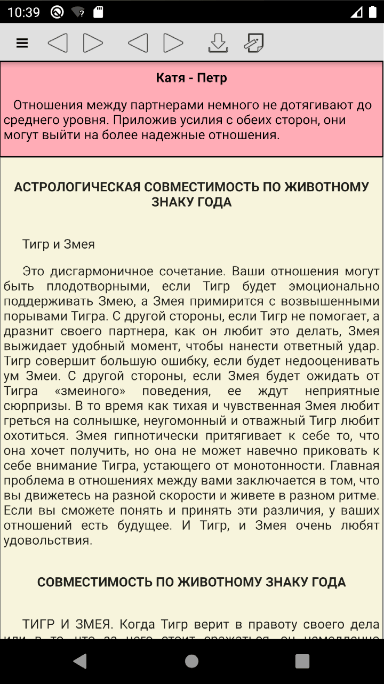 10:39
Катя - Петр
Отношения между партнерами немного не дотягивают до
среднего уровня. Приложив усилия с обеих сторон, они
могут выйти на более надежные отношения.
АСТРОЛОГИЧЕСКАЯ СОВМЕСТИМОСТЬ ПО ЖИВОТНОМУ
ЗНАКУ ГОДА
Тигр и Змея
Это дисгармоничное сочетание. Ваши отношения могут
быть плодотворными, если Тигр будет эмоционально
поддерживать Змею, а Змея примирится с возвышенными
порывами Тигра. С другой стороны, если Тигр не помогает, а
дразнит своего партнера, как он любит это делать, Змея
выжидает удобный момент, чтобы нанести ответный удар.
Тигр совершит большую ошибку, если будет недооценивать
ум Змеи. С другой стороны, если Змея будет ожидать от
Тигра «змеиного» поведения, ее ждут неприятные
сюрпризы. В то время как тихая и чувственная Змея любит
греться на солнышке, неугомонный и отважный Тигр любит
охотиться. Змея гипнотически притягивает к себе то, что
она хочет получить, но она не может навечно приковать к
себе внимание Тигра, устающего от монотонности. Главная
проблема в отношениях между вами заключается в том, что
вы движетесь на разной скорости и живете в разном ритме.
Если вы сможете понять и принять эти различия, у ваших
отношений есть будущее. И Тигр, и Змея очень любят
удовольствия.
СОВМЕСТИМОСТЬ ПО ЖИВОТНОМУ ЗНАКУ ГОДА
ТИГР И ЗМЕЯ. Когда Тигр верит в правоту своего дела
или в то, что за него стоит сражаться, он немедленно